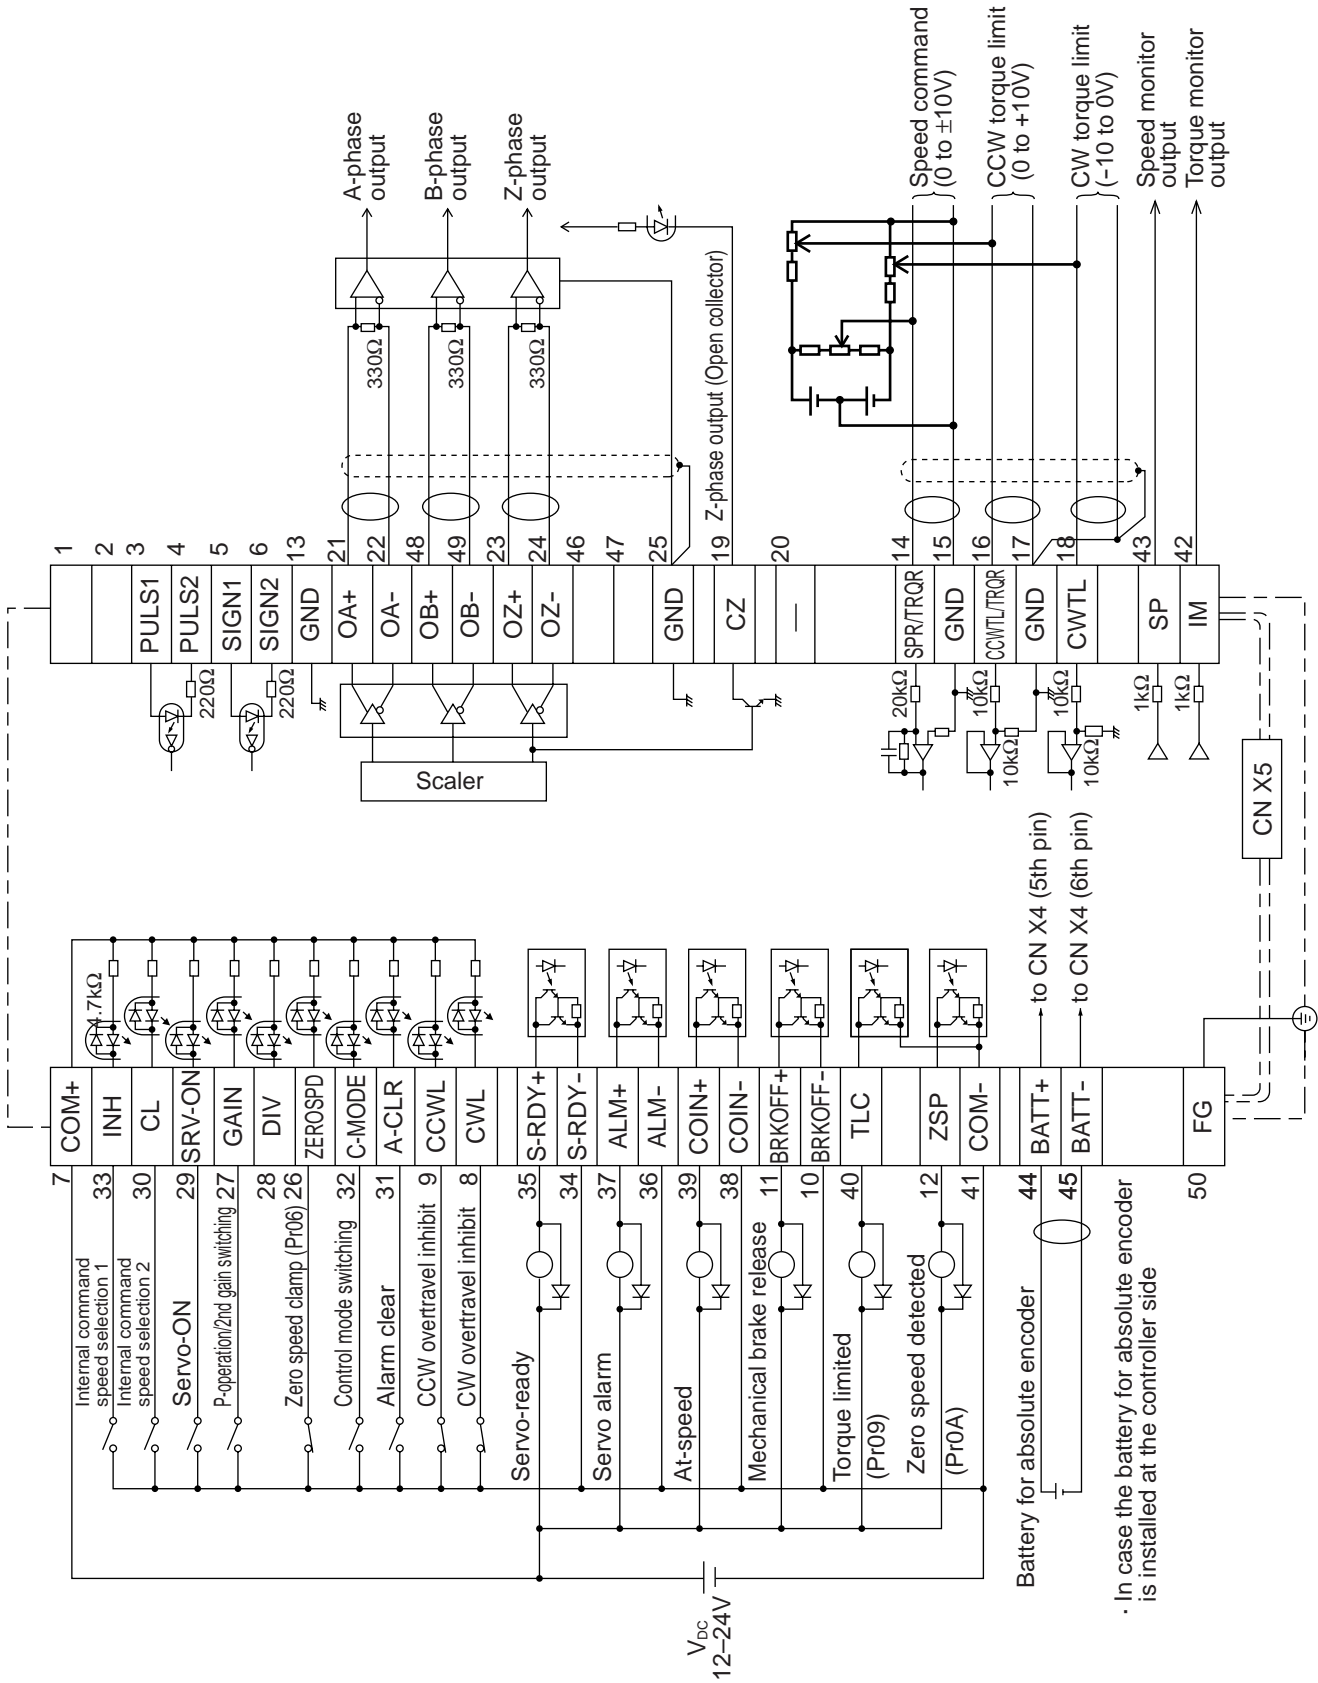 COM+
INH
CL
SRV-ON
GAIN
DIV
ZEROSPD
C-MODE
A-CLR
CCWL
CWL
S-RDY+
S-RDY-
ALM+
ALM-
COIN+
COIN-
BRKOFF+
BRKOFF-
TLC
ZSP
COM-
BATT+
BATT-
FG
7
33
30
29
27
28
26
32
31
9
8
35
34
37
36
39
38
11
10
40
12
41
44
45
50
4.7kΩ
Internal command
speed selection 1
Internal command
speed selection 2
Servo-ON
P-operation/2nd gain switching
Zero speed clamp (Pr06)
Control mode switching
Alarm clear
CCW overtravel inhibit
CW overtravel inhibit
Servo-ready
Servo alarm
At-speed
Mechanical brake release
Torque limited
(Pr09)
Zero speed detected
(Pr0A)
VDC
12–24V
Battery for absolute encoder
· In case the battery for absolute encoder
is installed at the controller side
to CN X4 (5th pin)
to CN X4 (6th pin)
CN X5
PULS1
PULS2
SIGN1
SIGN2
GND
OA+
OA-
OB+
OB-
OZ+
OZ-
GND
CZ
—
SPR/TRQR
GND
CCWTL/TRQR
GND
CWTL
SP
IM
1
2
3
4
5
6
13
21
22
48
49
23
24
46
47
25
19
20
14
15
16
17
18
43
42
220Ω
220Ω
Scaler
20kΩ
10kΩ
10kΩ
10kΩ
10kΩ
1kΩ
1kΩ
330Ω
330Ω
330Ω
A-phase
output
B-phase
output
Z-phase
output
Z-phase output (Open collector)
Speed command
(0 to ±10V)
CCW torque limit
(0 to +10V)
CW torque limit
(−10 to 0V)
Speed monitor
output
Torque monitor
output